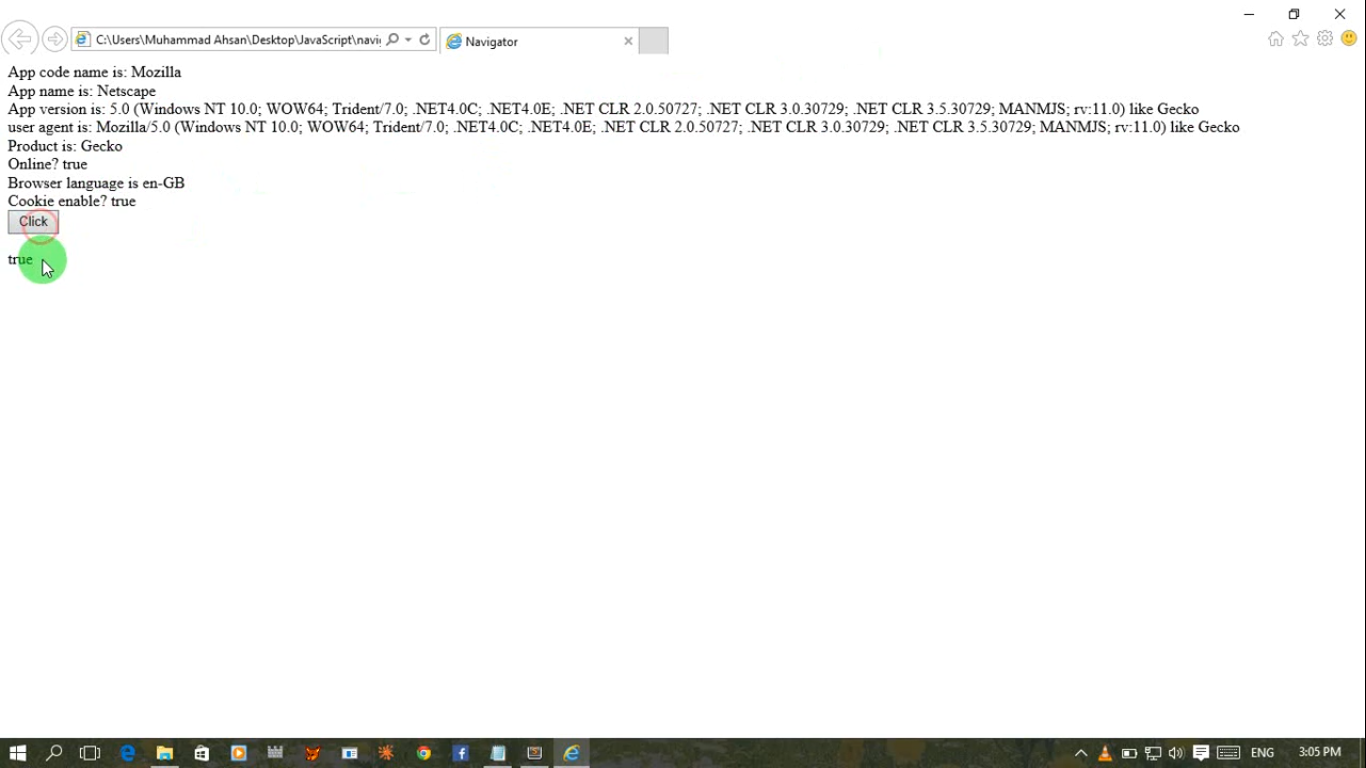 C:\Users\Muhammad Ahsan\Desktop\JavaScript\navi
Navigator
App code name is: Mozilla
App name is: Netscape
App version is: 5.0 (Windows NT 10.0; WOW64; Trident/7.0; .NET4.0C; .NET4.0E; .NET CLR 2.0.50727; .NET CLR 3.0.30729; .NET CLR 3.5.30729; MANMJS; rv:11.0) like Gecko
user agent is: Mozilla/5.0 (Windows NT 10.0; WOW64; Trident/7.0; .NET4.0C; .NET4.0E; .NET CLR 2.0.50727; .NET CLR 3.0.30729; .NET CLR 3.5.30729; MANMJS; rv:11.0) like Gecko
Product is: Gecko
Online? true
Browser language is en-GB
Cookie enable? true
Click
true
ENG
3:05 PM